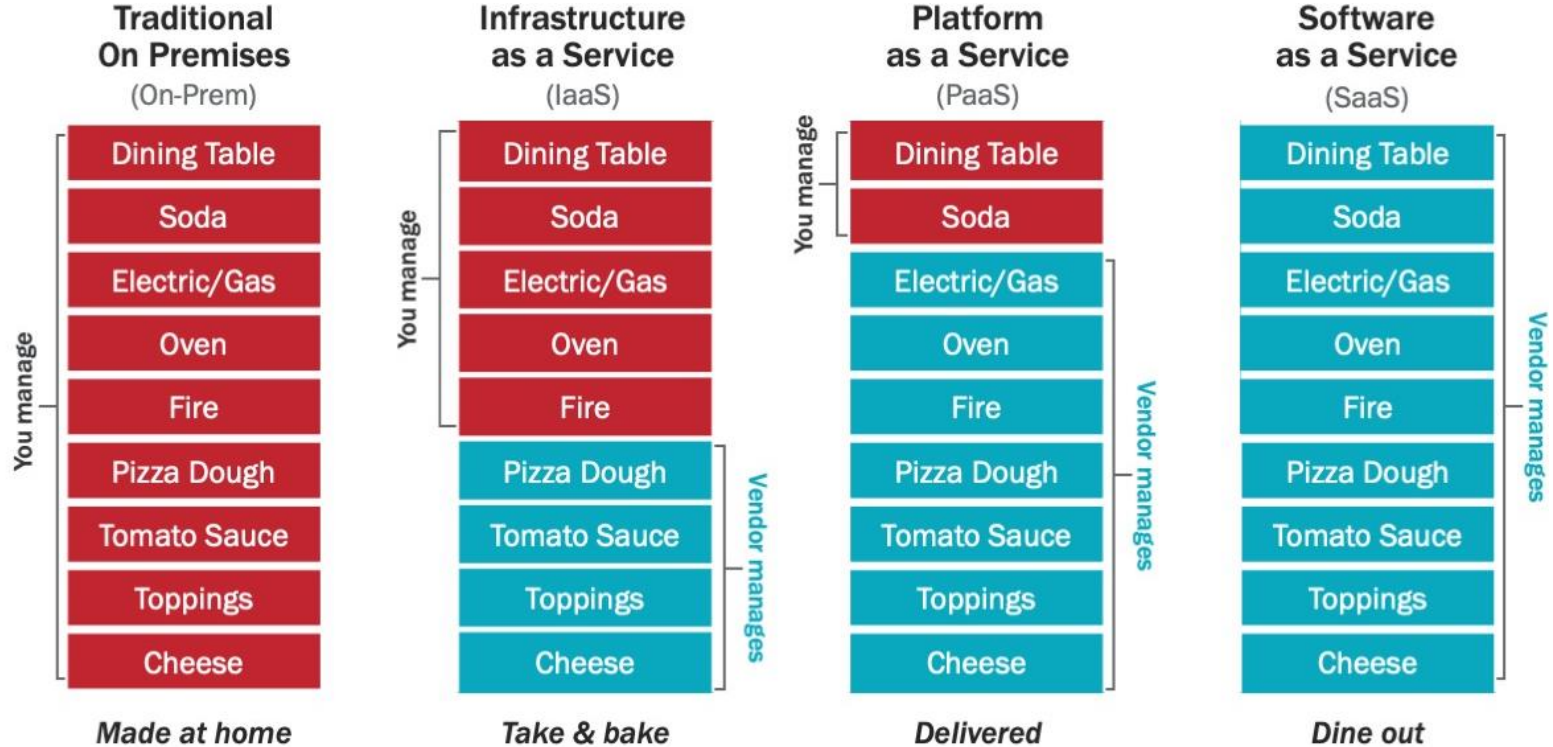 Traditional
On Premises
(On-Prem)
You manage
Dining Table
Soda
Electric/Gas
Oven
Fire
Pizza Dough
Tomato Sauce
Toppings
Cheese
Made at home
Infrastructure
as a Service
(IaaS)
You manage
Dining Table
Soda
Electric/Gas
Oven
Fire
Pizza Dough
Tomato Sauce
Toppings
Cheese
Vendor manages
Take & bake
Platform
as a Service
(PaaS)
You manage
Dining Table
Soda
Electric/Gas
Oven
Fire
Pizza Dough
Tomato Sauce
Toppings
Cheese
Vendor manages
Delivered
Software
as a Service
(SaaS)
Dining Table
Soda
Electric/Gas
Oven
Fire
Pizza Dough
Tomato Sauce
Toppings
Cheese
Vendor manages
Dine out